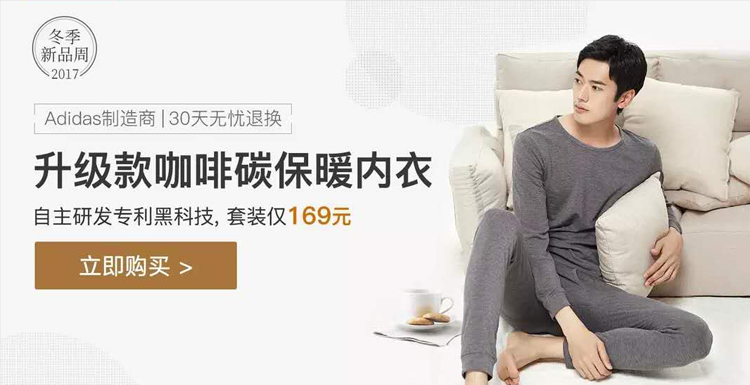 冬季
新品周
2017
Adidas制造商|30天无忧退换
升级款咖啡碳保暖内衣
自主研发专利黑科技, 套装仅169元
立即购买 >